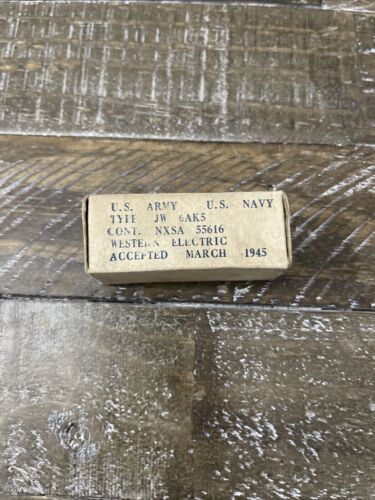 U.S. ARMY U.S. NAVY
TYPE JW 6AK5
CONT. NXSA 55616
WESTERN ELECTRIC
ACCEPTED MARCH 1945